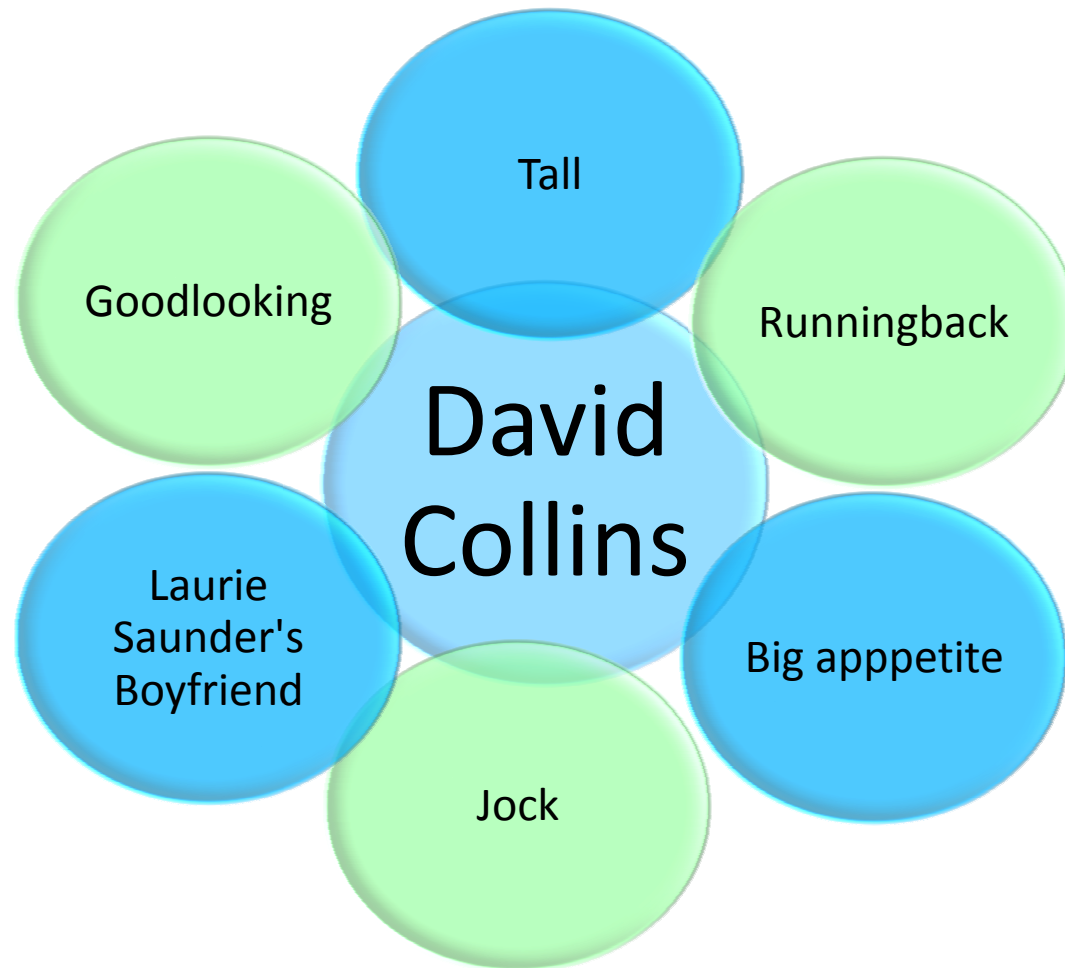 Tall
Goodlooking
Runningback
David
Collins
Laurie
Saunder's
Boyfriend
Big apppetite
Jock